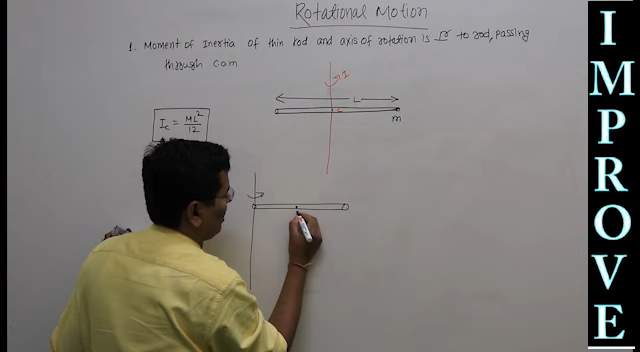 Rotational Motion
1. Moment of Inertia of thin rod and axis of rotation is ⊥r to rod, passing
through c.o.m
I
L
c
m
Ic = ML²/12
IMPROVE